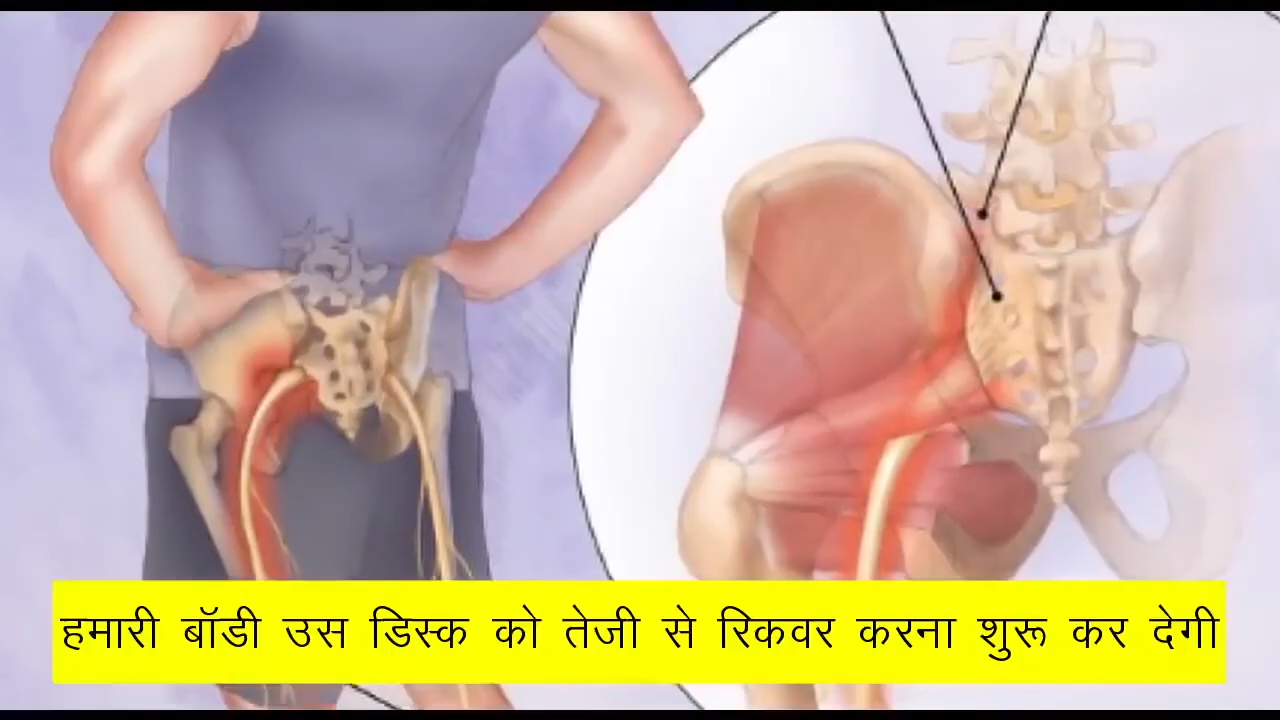 हमारी बॉडी उस डिस्क को तेजी से रिकवर करना शुरू कर देगी